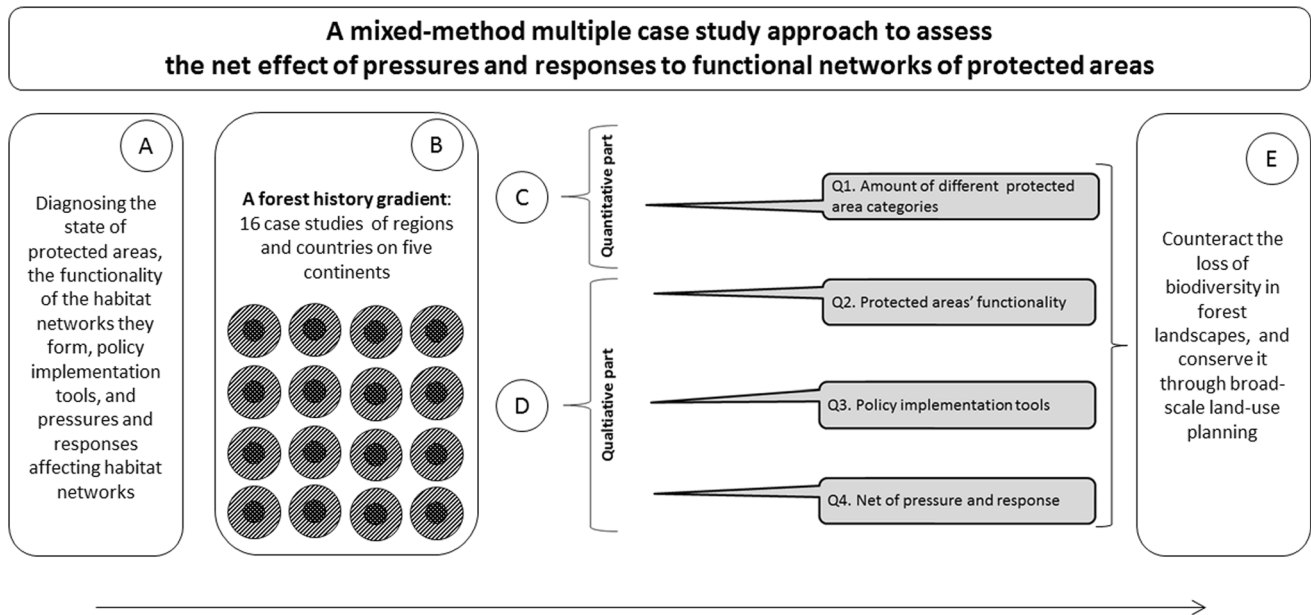 A mixed-method multiple case study approach to assess
the net effect of pressures and responses to functional networks of protected areas
A
Diagnosing the
state of
protected areas,
the functionality
of the habitat
networks they
form, policy
implementation
tools, and
pressures and
responses
affecting habitat
networks
B
A forest history gradient:
16 case studies of regions
and countries on five
continents
C
Quantitative part
D
Qualtiative part
Q1. Amount of different protected
area categories
Q2. Protected areas’ functionality
Q3. Policy implementation tools
Q4. Net of pressure and response
E
Counteract the
loss of
biodiversity in
forest
landscapes, and
conserve it
through broad-
scale land-use
planning